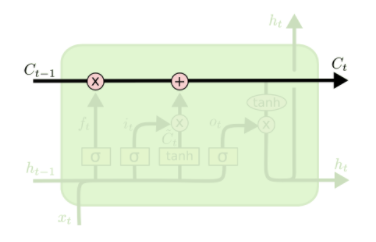 h_t
C_{t-1} × + C_t
tanh
f_t i_t o_t × ×
C̃_t
σ σ tanh σ
h_{t-1} h_t
x_t